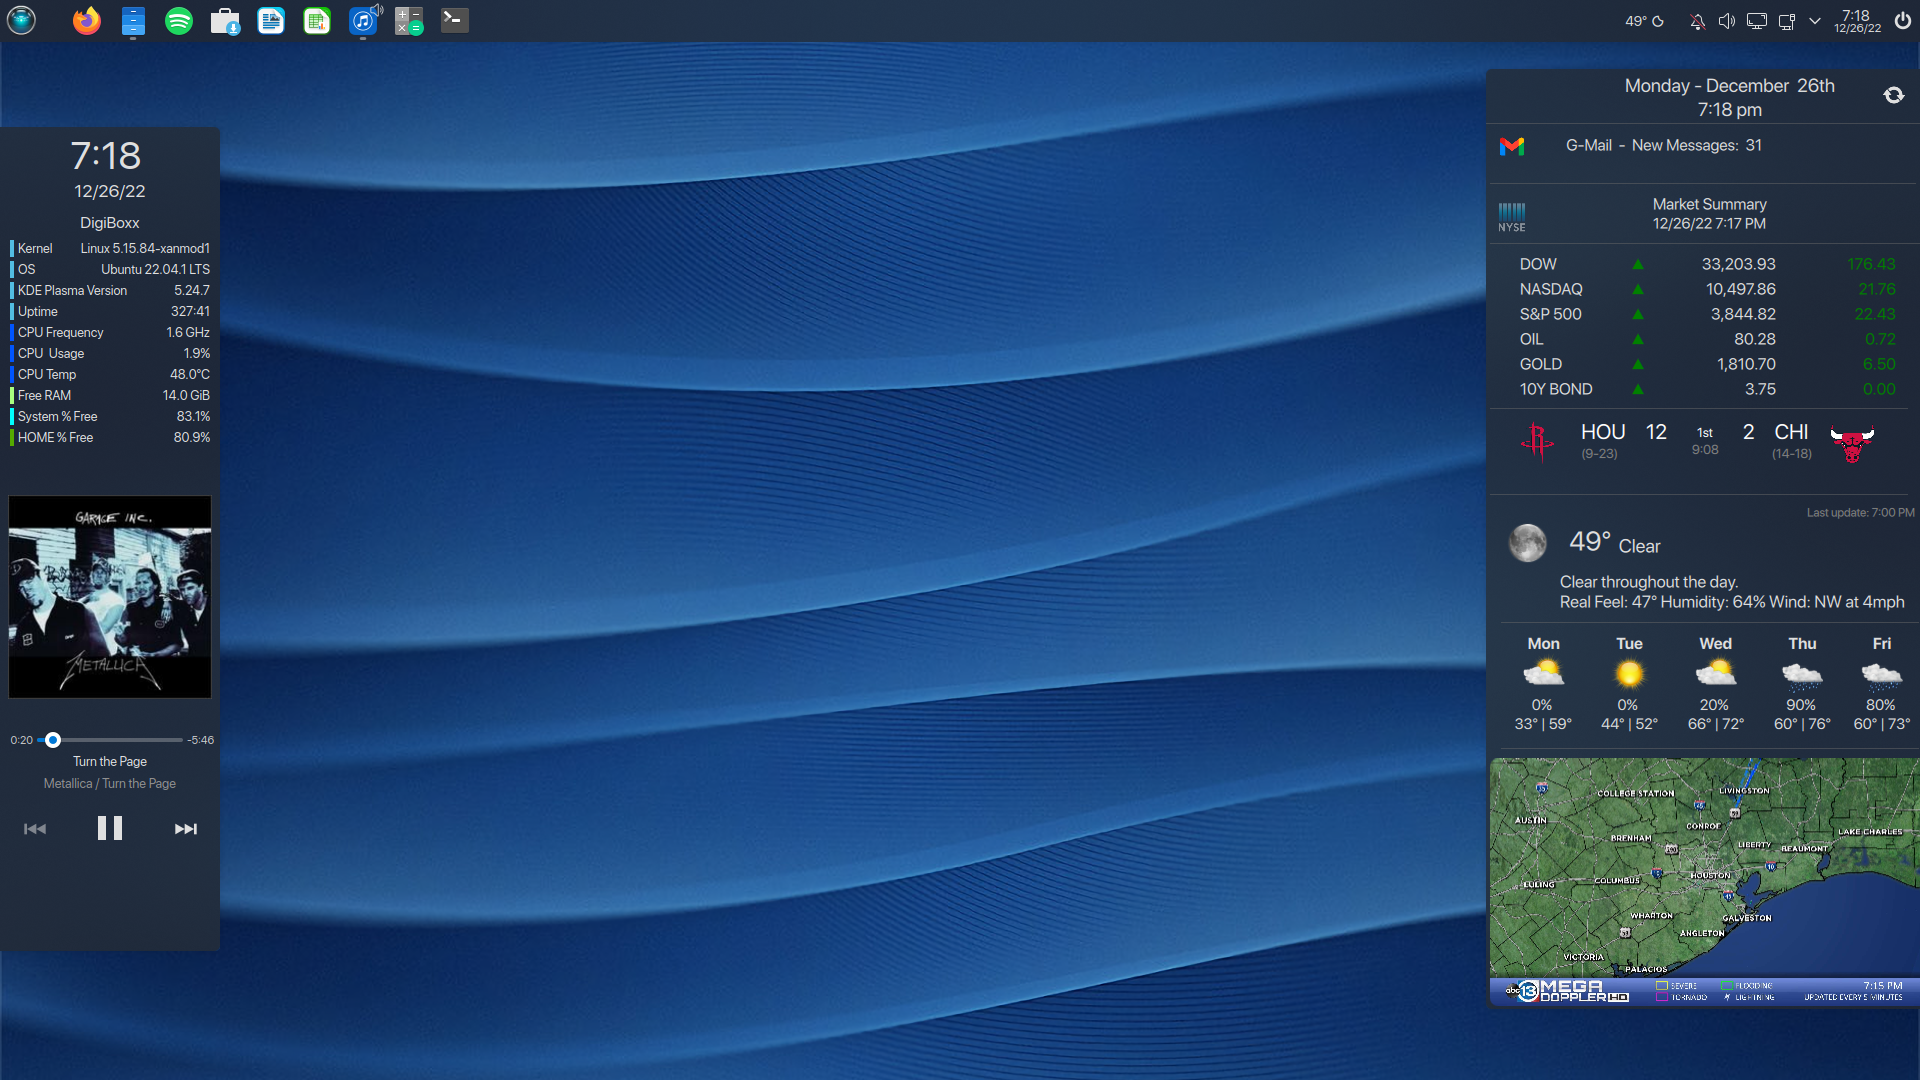 49°
7:18
12/26/22
7:18
12/26/22
DigiBoxx
Kernel Linux 5.15.84-xanmod1
OS Ubuntu 22.04.1 LTS
KDE Plasma Version 5.24.7
Uptime 327:41
CPU Frequency 1.6 GHz
CPU Usage 1.9%
CPU Temp 48.0°C
Free RAM 14.0 GiB
System % Free 83.1%
HOME % Free 80.9%
GARAGE INC.
METALLICA
0:20 -5:46
Turn the Page
Metallica / Turn the Page
Monday - December 26th
7:18 pm
G-Mail - New Messages: 31
NYSE
Market Summary
12/26/22 7:17 PM
DOW ▲ 33,203.93 176.43
NASDAQ ▲ 10,497.86 21.76
S&P 500 ▲ 3,844.82 22.43
OIL ▲ 80.28 0.72
GOLD ▲ 1,810.70 6.50
10Y BOND ▲ 3.75 0.00
HOU 12 1st 2 CHI
(9-23) 9:08 (14-18)
Last update: 7:00 PM
49° Clear
Clear throughout the day.
Real Feel: 47° Humidity: 64% Wind: NW at 4mph
Mon Tue Wed Thu Fri
0% 0% 20% 90% 80%
33° | 59° 44° | 52° 66° | 72° 60° | 76° 60° | 73°
LIVINGSTON
COLLEGE STATION
AUSTIN
CONROE
LAKE CHARLES
BRENHAM
LIBERTY
BEAUMONT
10
HOUSTON
COLUMBUS
LULING
WHARTON
GALVESTON
ANGLETON
VICTORIA
PALACIOS
abc 13 MEGA DOPPLER HD
SEVERE FLOODING 7:15 PM
TORNADO LIGHTNING UPDATED EVERY 5 MINUTES